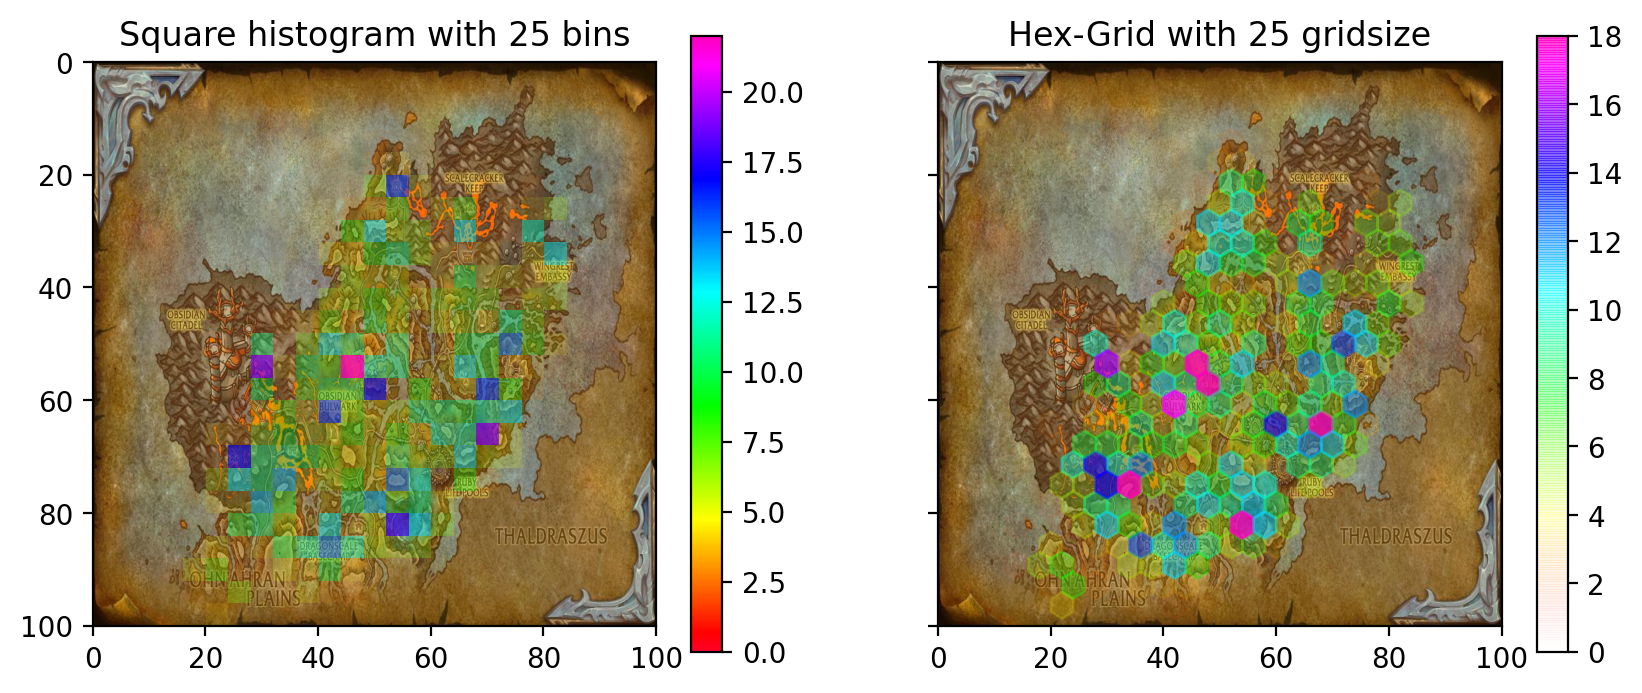 Square histogram with 25 bins
0
20
40
60
80
100
0
20
40
60
80
100
SCALECRACKER
KEEP
WINGREST
EMBASSY
OBSIDIAN
CITADEL
OBSIDIAN
BULWARK
RUBY
LIFEPOOLS
THALDRASZUS
DRAGONSCALE
OHN'AHRAN
PLAINS
20.0
17.5
15.0
12.5
10.0
7.5
5.0
2.5
0.0
Hex-Grid with 25 gridsize
0
20
40
60
80
100
SCALECRACKER
KEEP
WINGREST
EMBASSY
OBSIDIAN
CITADEL
OBSIDIAN
BULWARK
RUBY
LIFEPOOLS
THALDRASZUS
DRAGONSCALE
OHN'AHRAN
PLAINS
18
16
14
12
10
8
6
4
2
0